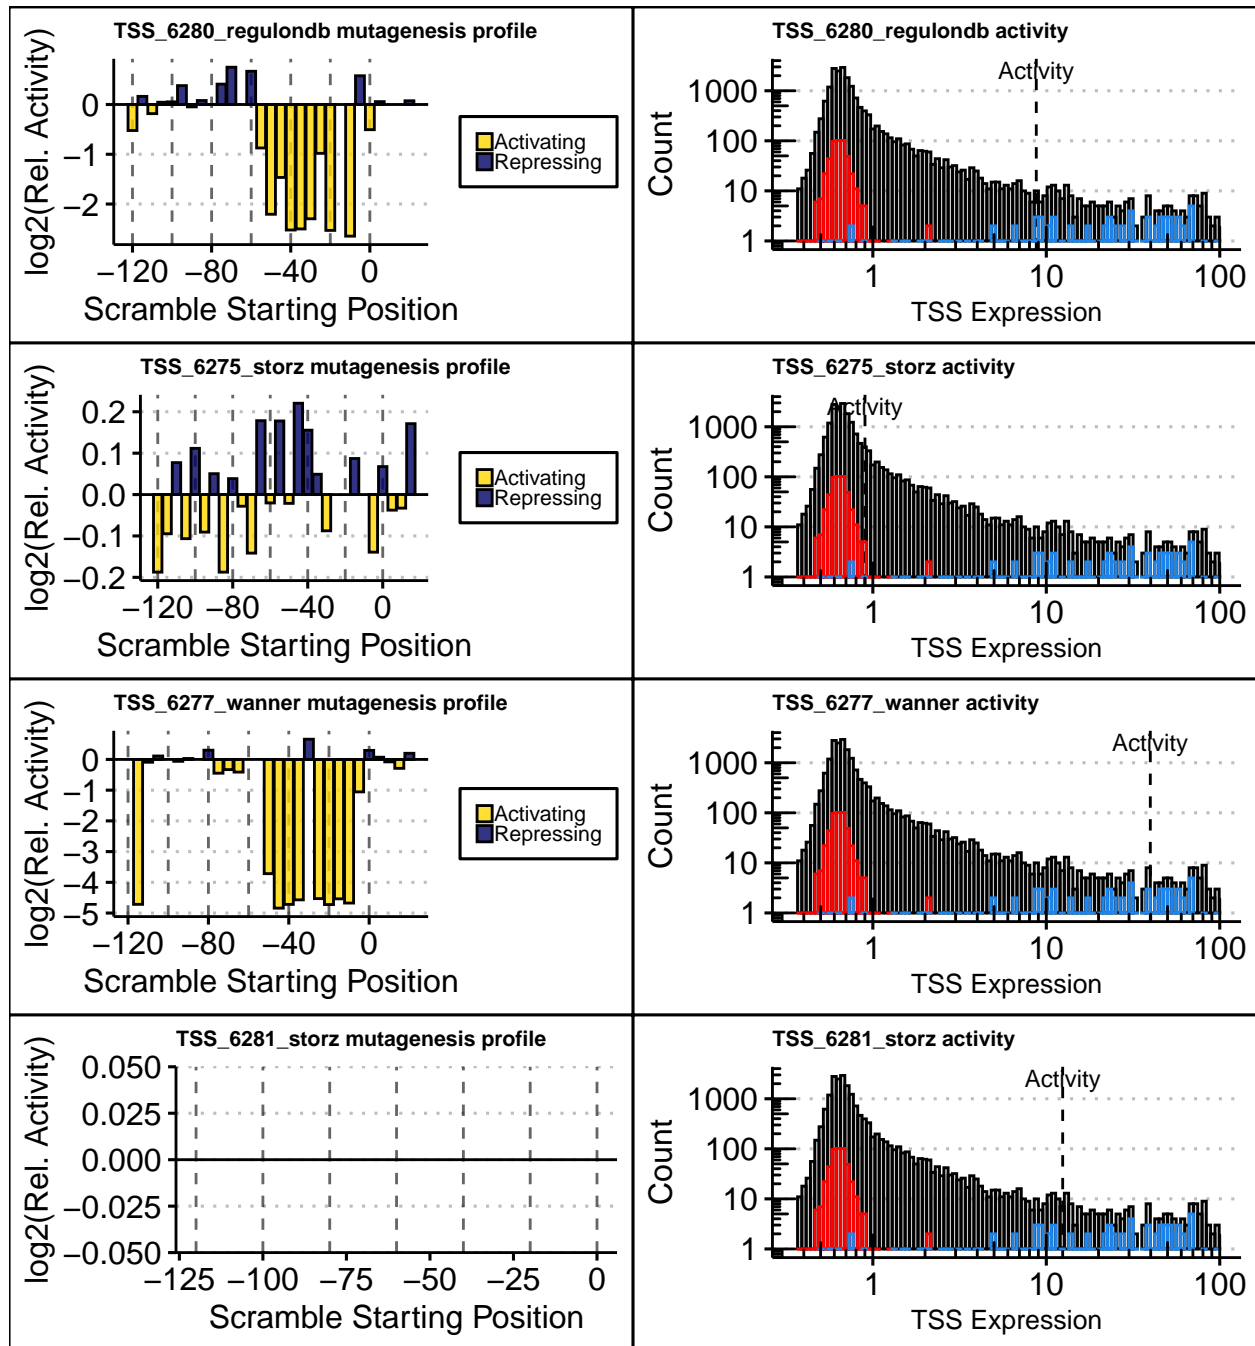 TSS_6280_regulondb mutagenesis profile
log2(Rel. Activity)
0
−1
−2
−120 −80 −40 0
Scramble Starting Position
Activating
Repressing
TSS_6280_regulondb activity
Activity
Count
1000
100
10
1
1 10 100
TSS Expression
TSS_6275_storz mutagenesis profile
log2(Rel. Activity)
0.2
0.1
0.0
−0.1
−0.2
−120 −80 −40 0
Scramble Starting Position
Activating
Repressing
TSS_6275_storz activity
Activity
Count
1000
100
10
1
1 10 100
TSS Expression
TSS_6277_wanner mutagenesis profile
log2(Rel. Activity)
0
−1
−2
−3
−4
−5
−120 −80 −40 0
Scramble Starting Position
Activating
Repressing
TSS_6277_wanner activity
Activity
Count
1000
100
10
1
1 10 100
TSS Expression
TSS_6281_storz mutagenesis profile
log2(Rel. Activity)
0.050
0.025
0.000
−0.025
−0.050
−125 −100 −75 −50 −25 0
Scramble Starting Position
TSS_6281_storz activity
Activity
Count
1000
100
10
1
1 10 100
TSS Expression